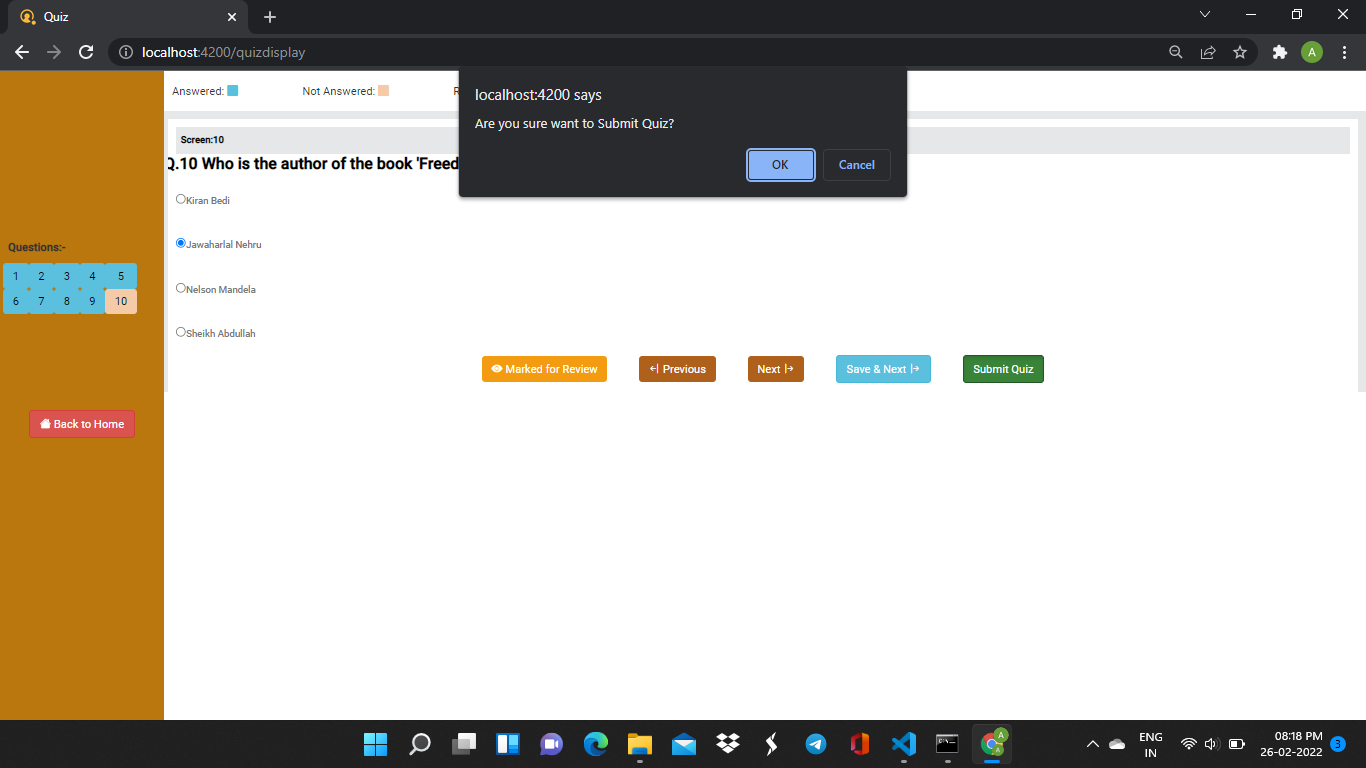 Quiz
localhost:4200/quizdisplay
A
Answered:
Not Answered:
R
localhost:4200 says
Are you sure want to Submit Quiz?
OK
Cancel
Screen:10
Q.10 Who is the author of the book 'Freed
Kiran Bedi
Jawaharlal Nehru
Nelson Mandela
Sheikh Abdullah
Questions:-
1 2 3 4 5
6 7 8 9 10
Marked for Review
Previous
Next
Save & Next
Submit Quiz
Back to Home
A
A
ENG
IN
08:18 PM
26-02-2022
3